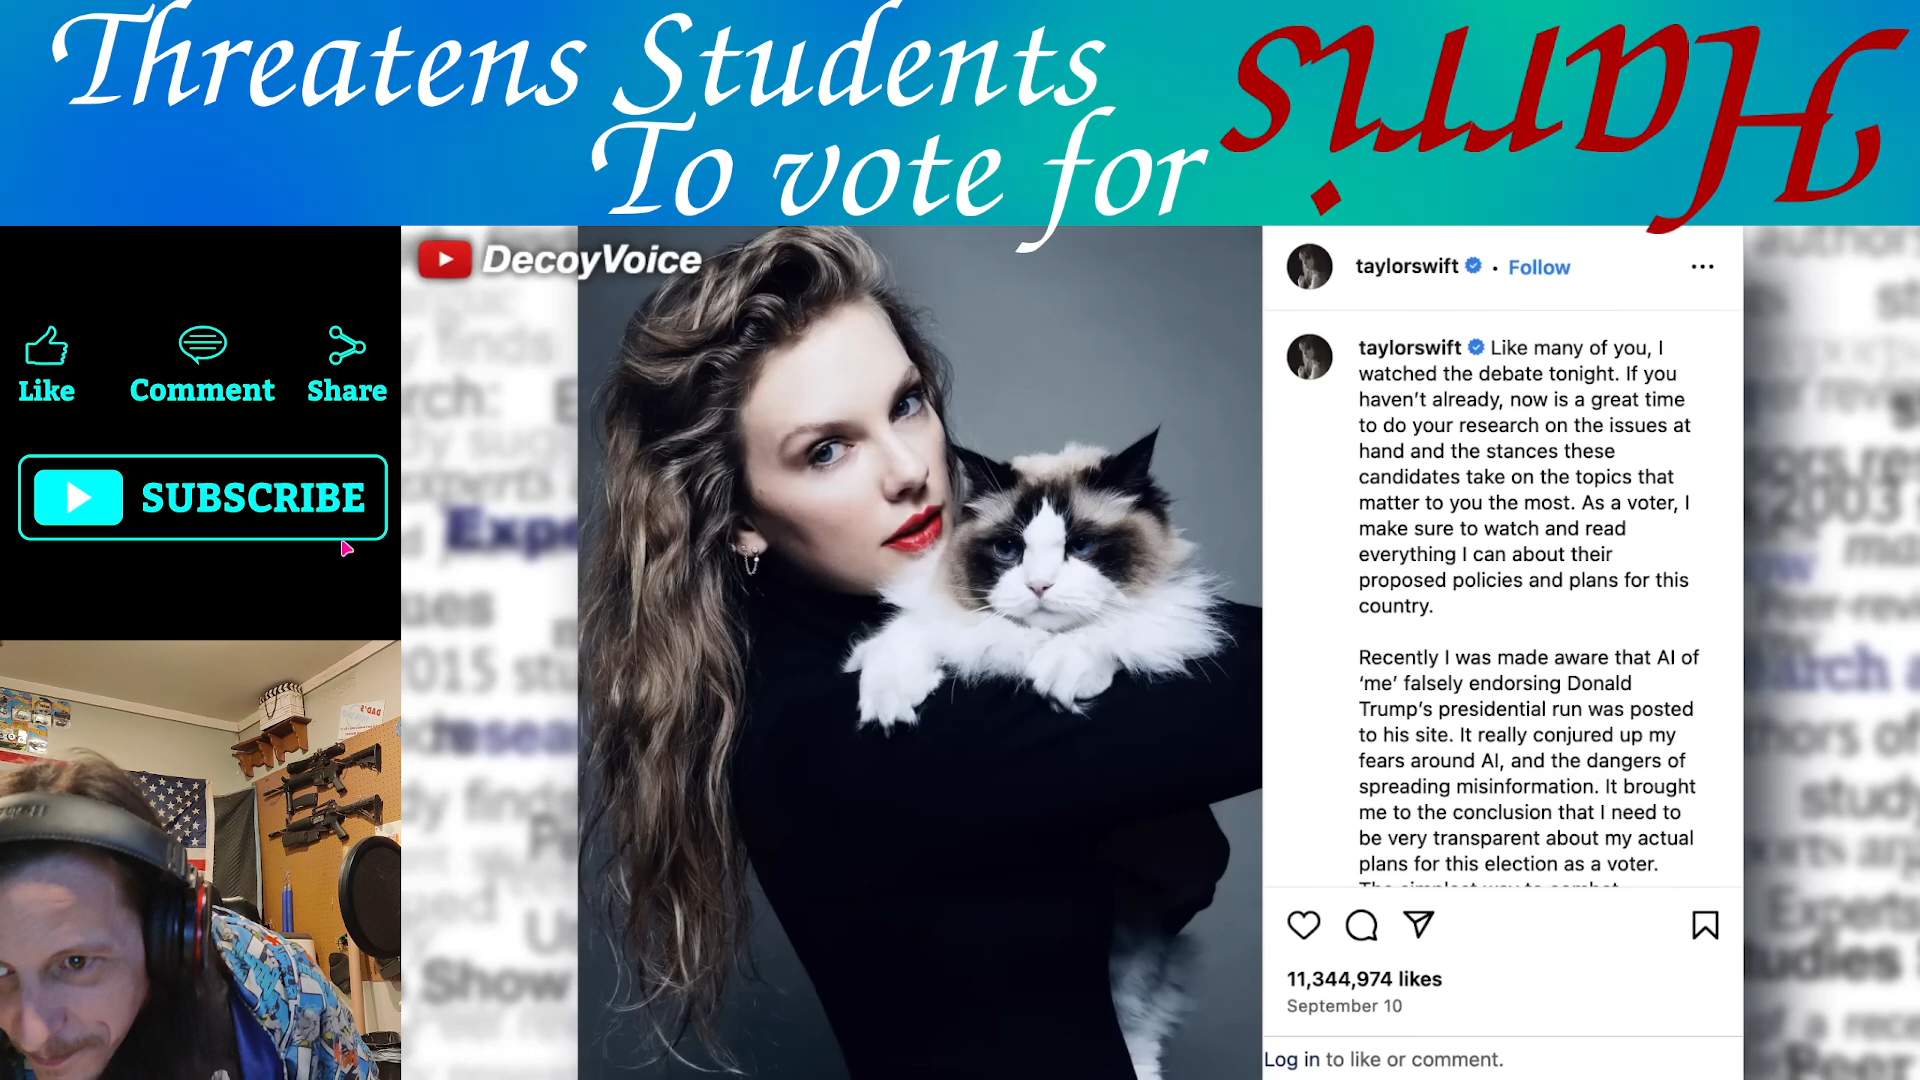 Threatens Students
To vote for
Harris
DecoyVoice
taylorswift • Follow
Like
Comment
Share
SUBSCRIBE
taylorswift Like many of you, I
watched the debate tonight. If you
haven’t already, now is a great time
to do your research on the issues at
hand and the stances these
candidates take on the topics that
matter to you the most. As a voter, I
make sure to watch and read
everything I can about their
proposed policies and plans for this
country.
Recently I was made aware that AI of
‘me’ falsely endorsing Donald
Trump’s presidential run was posted
to his site. It really conjured up my
fears around AI, and the dangers of
spreading misinformation. It brought
me to the conclusion that I need to
be very transparent about my actual
plans for this election as a voter.
11,344,974 likes
September 10
Log in to like or comment.
2015
2003
Show
DAD'S